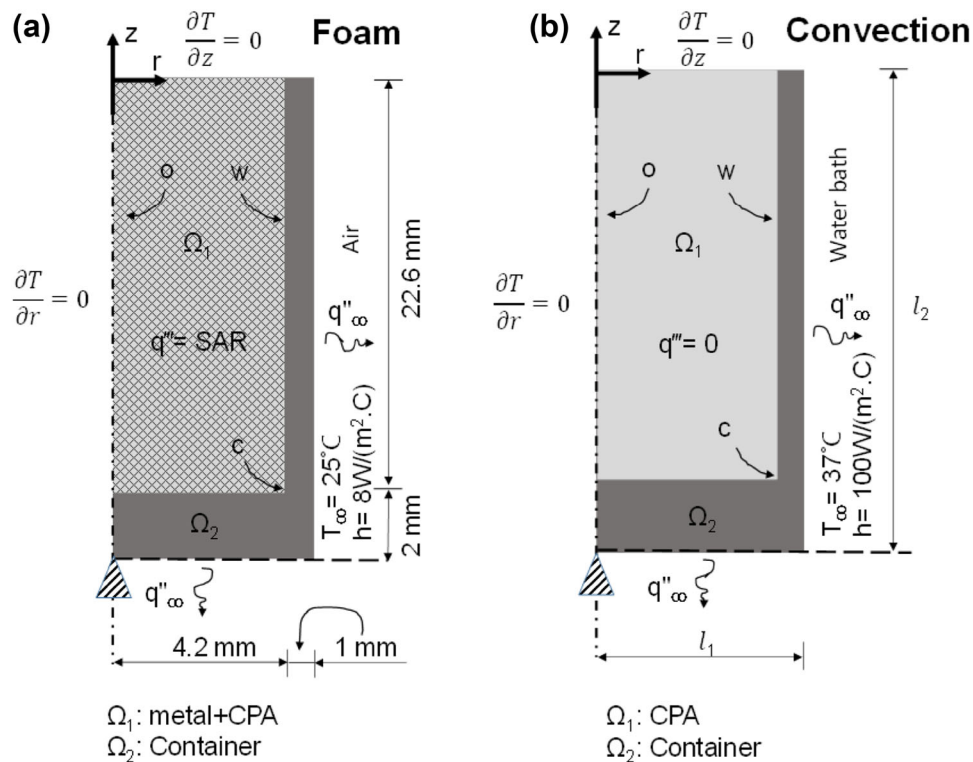 (a)
z
∂T/∂z = 0
Foam
r
o
w
Ω₁
Air
22.6 mm
∂T/∂r = 0
q"∞
q‴= SAR
c
T∞= 25°C
h= 8W/(m².C)
Ω₂
2 mm
q"∞
4.2 mm
1 mm
Ω₁: metal+CPA
Ω₂: Container
(b)
z
∂T/∂z = 0
Convection
r
o
w
Ω₁
Water bath
∂T/∂r = 0
q"∞
l₂
q‴= 0
c
T∞= 37°C
h= 100W/(m².C)
Ω₂
q"∞
l₁
Ω₁: CPA
Ω₂: Container